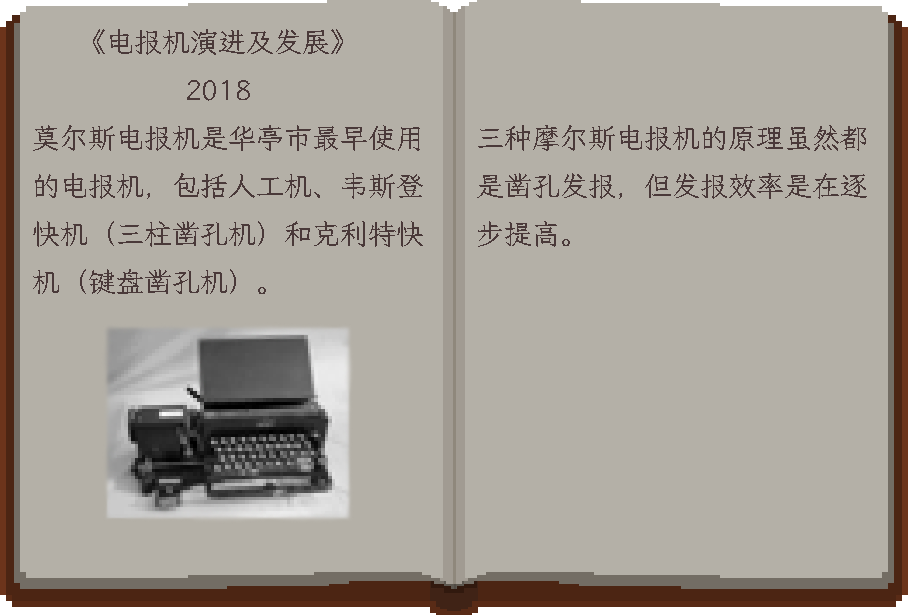 《电报机演进及发展》
2018
莫尔斯电报机是华亭市最早使用
的电报机，包括人工机、韦斯登
快机（三柱凿孔机）和克利特快
机（键盘凿孔机）。
三种摩尔斯电报机的原理虽然都
是凿孔发报，但发报效率是在逐
步提高。